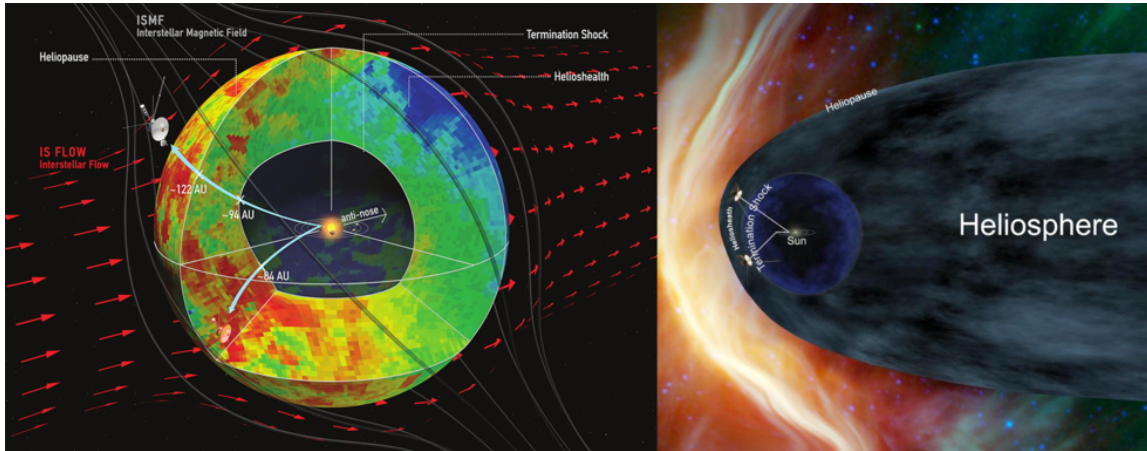 ISMF
Interstellar Magnetic Field
Termination Shock
Heliopause
Helioshealth
IS FLOW
Interstellar Flow
~122 AU
~94 AU
anti-nose
~84 AU
Heliopause
Heliosheath
Termination Shock
Sun
Heliosphere